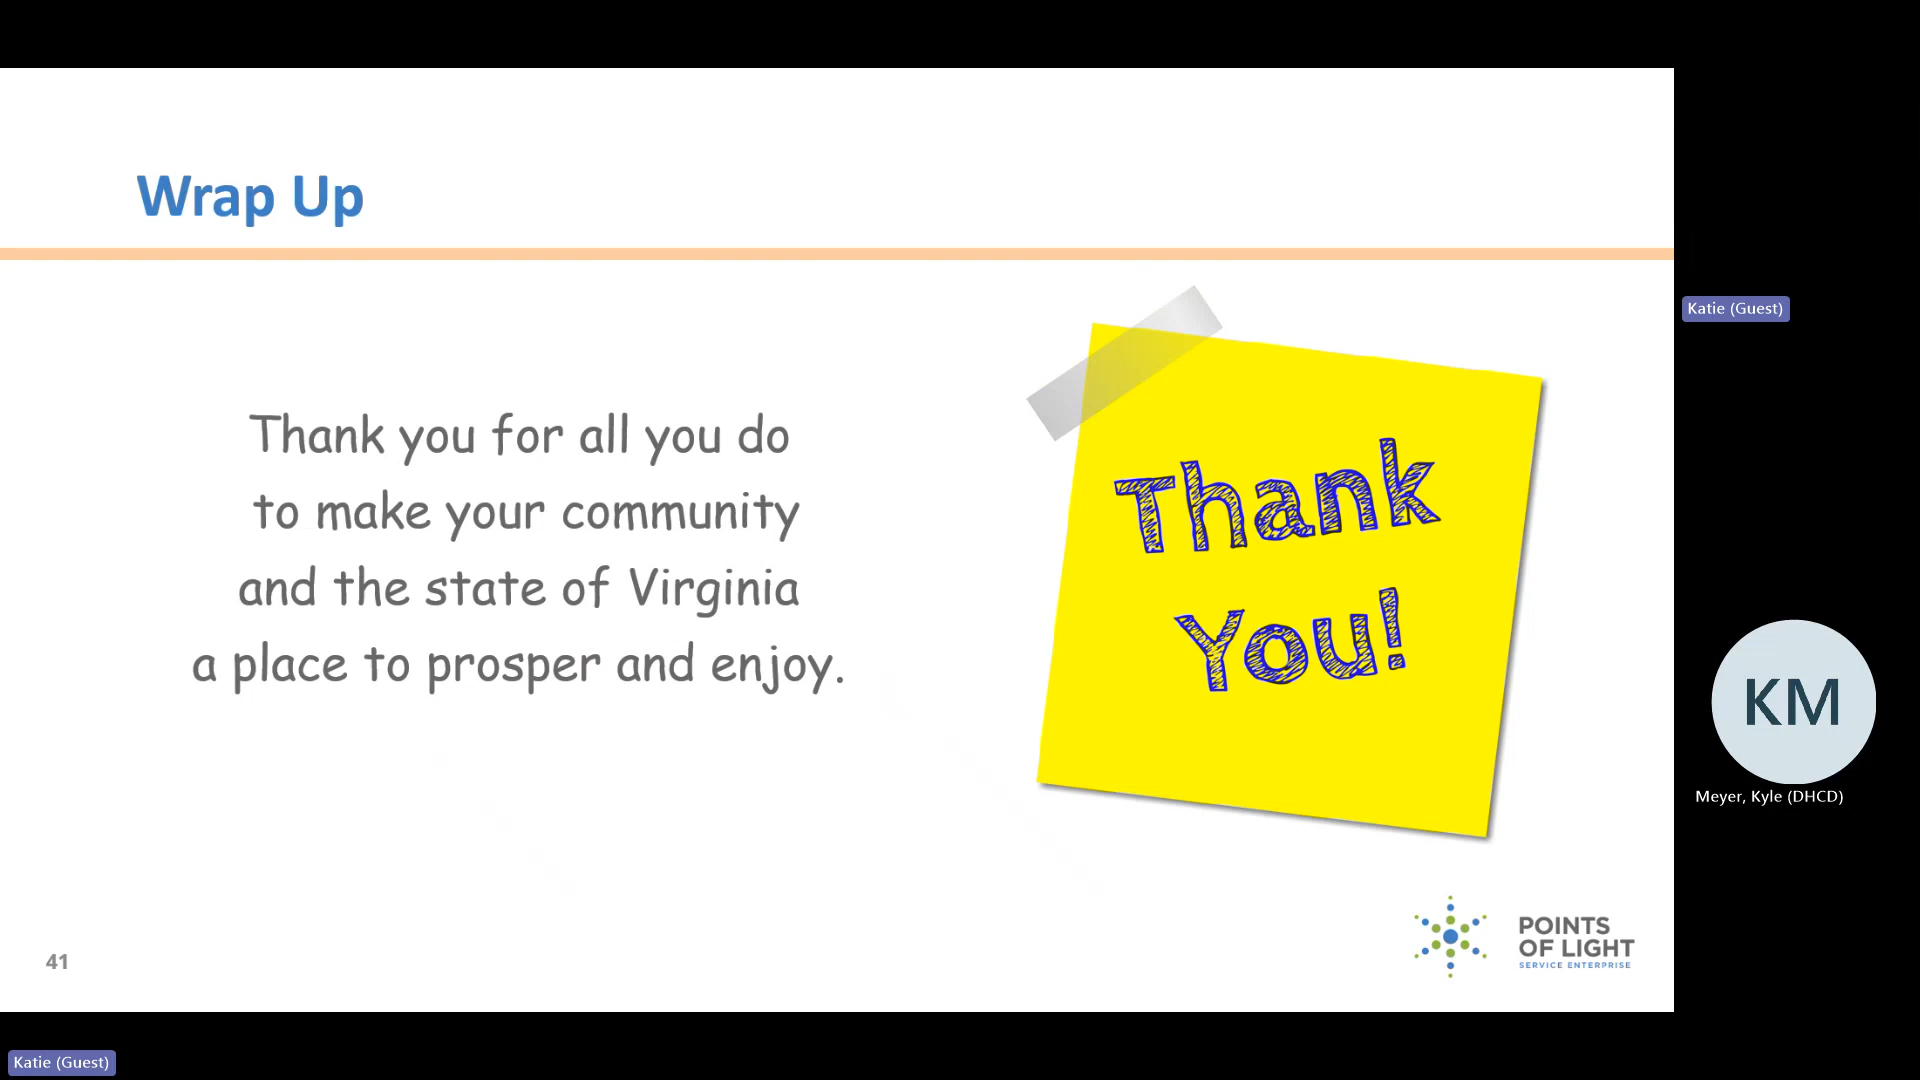 Wrap Up
Thank you for all you do
to make your community
and the state of Virginia
a place to prosper and enjoy.
Thank
You!
41
POINTS
OF LIGHT
SERVICE ENTERPRISE
Katie (Guest)
KM
Meyer, Kyle (DHCD)
Katie (Guest)